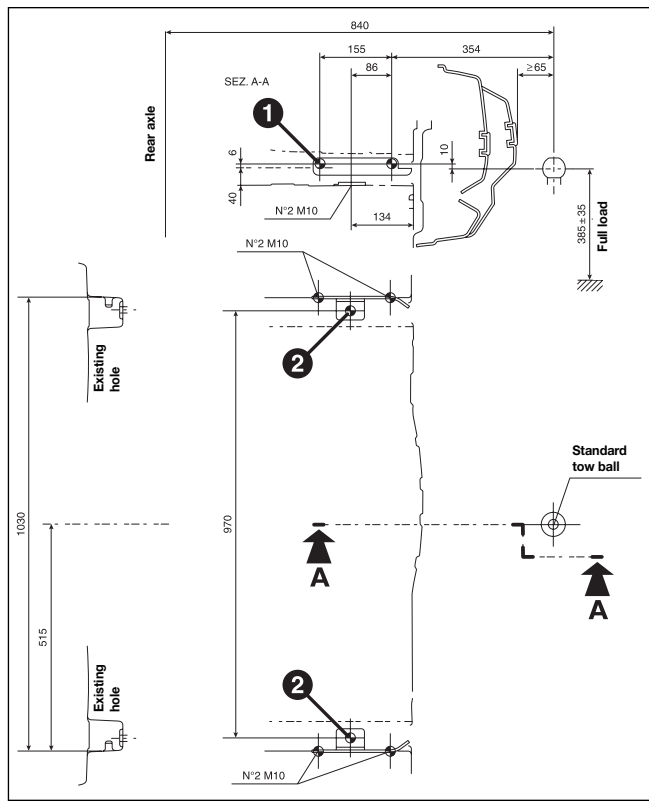 840
155
354
86
≥65
SEZ. A-A
1
Rear axle
6
10
40
N°2 M10
134
385±35
Full load
N°2 M10
2
Existing
hole
Standard
tow ball
1030
970
A
A
515
Existing
hole
2
N°2 M10